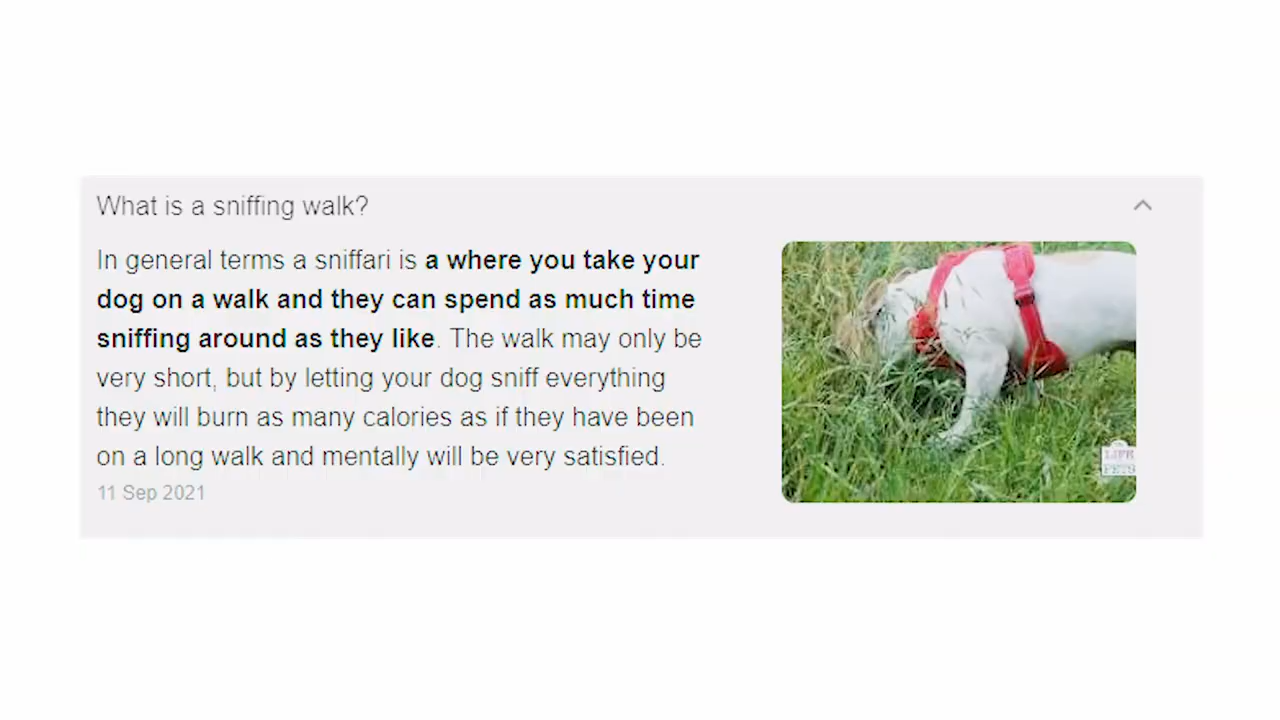 What is a sniffing walk?
In general terms a sniffari is a where you take your
dog on a walk and they can spend as much time
sniffing around as they like. The walk may only be
very short, but by letting your dog sniff everything
they will burn as many calories as if they have been
on a long walk and mentally will be very satisfied.
11 Sep 2021
LIFE
PETS